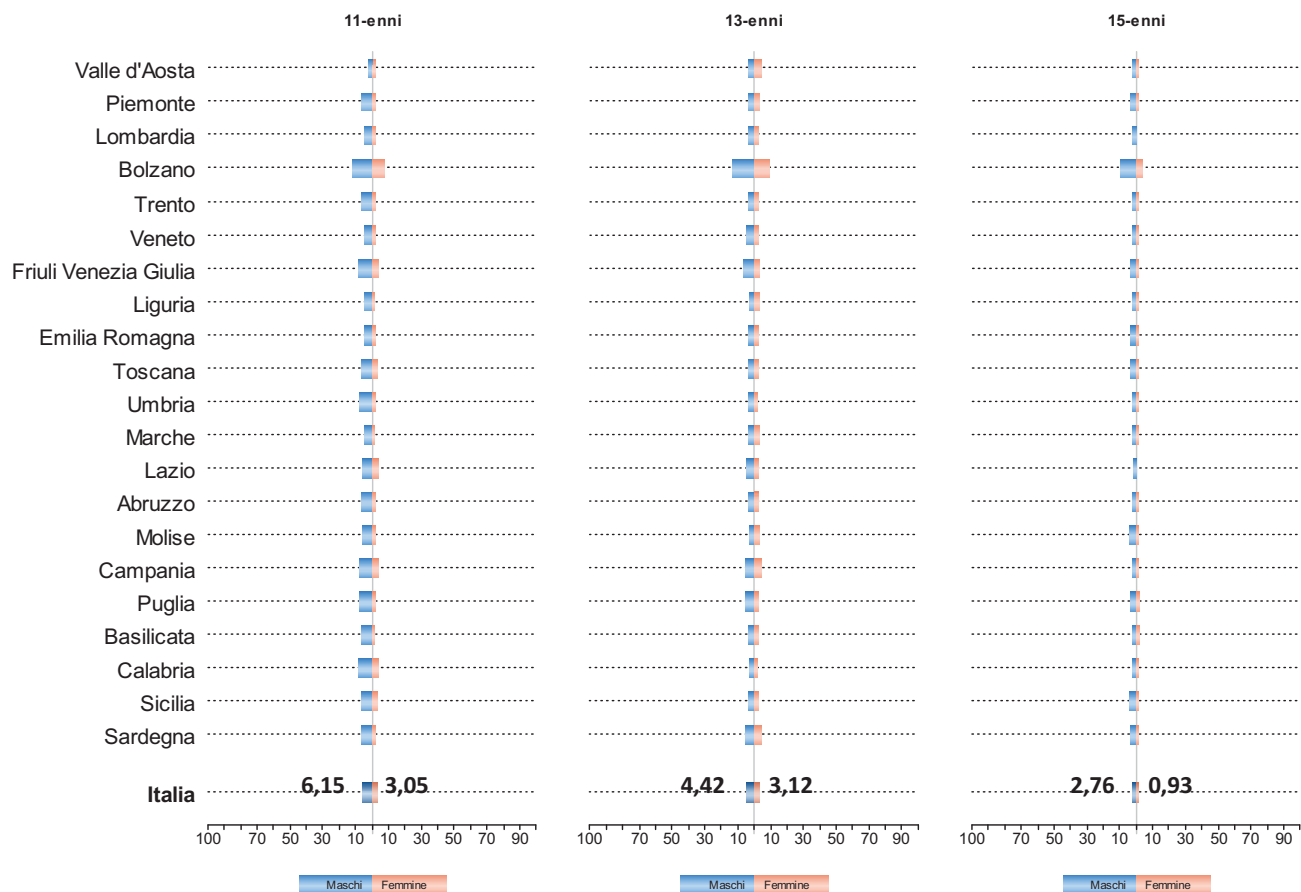 11-enni 13-enni 15-enni
Valle d'Aosta
Piemonte
Lombardia
Bolzano
Trento
Veneto
Friuli Venezia Giulia
Liguria
Emilia Romagna
Toscana
Umbria
Marche
Lazio
Abruzzo
Molise
Campania
Puglia
Basilicata
Calabria
Sicilia
Sardegna
Italia 6,15 3,05 4,42 3,12 2,76 0,93
100 70 50 30 10 10 30 50 70 90 100 70 50 30 10 10 30 50 70 90 100 70 50 30 10 10 30 50 70 90
Maschi Femmine Maschi Femmine Maschi Femmine